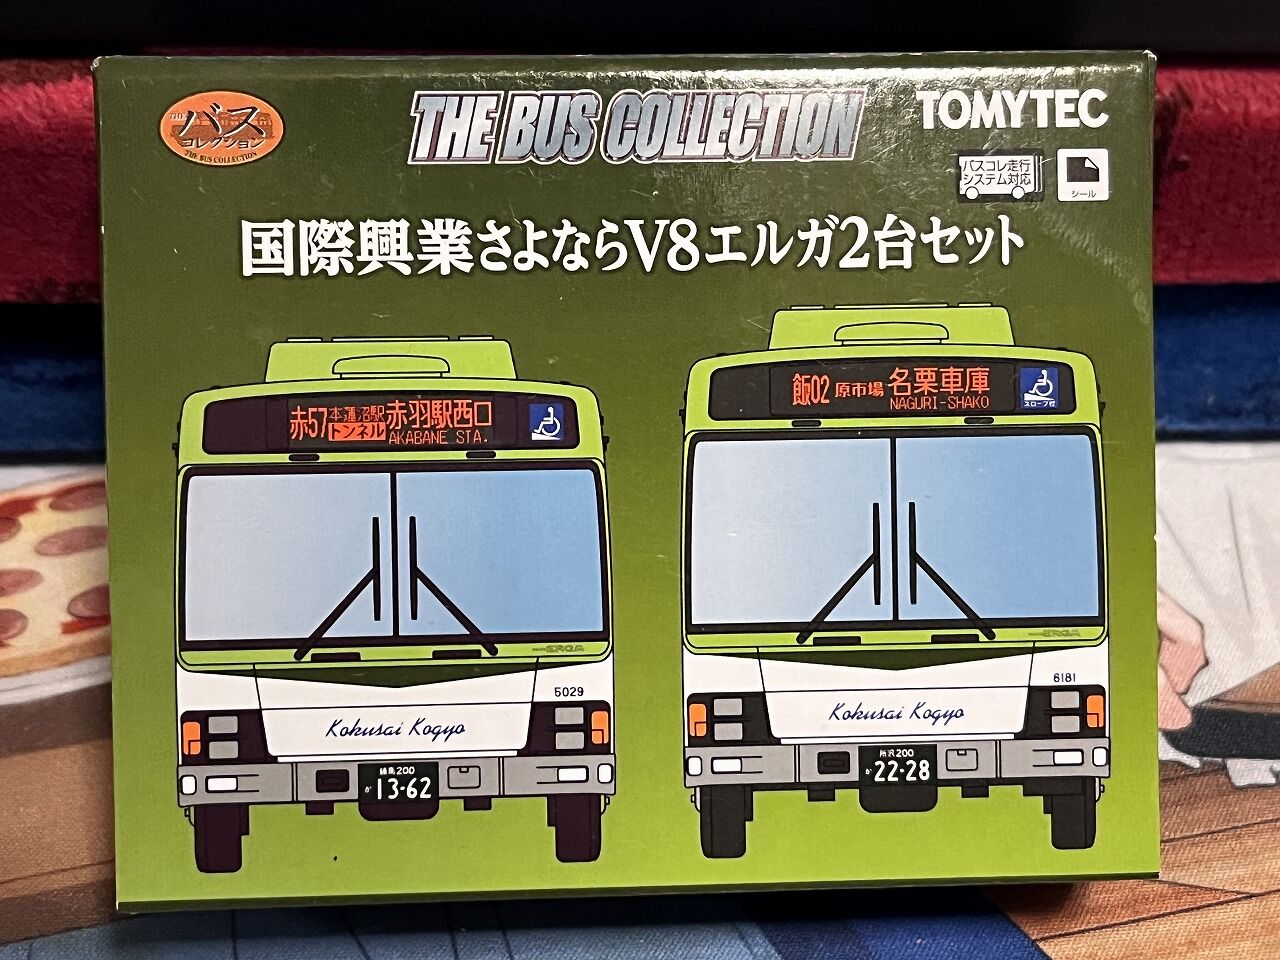 THE
バス
コレクション
THE BUS COLLECTION
THE BUS COLLECTION
TOMYTEC
バスコレ走行
システム対応
シール
国際興業さよならV8エルガ2台セット
赤57 本蓮沼駅 赤羽駅西口
トンネル AKABANE STA.
飯02 原市場 名栗車庫
NAGURI-SHAKO
スロープ付
ERGA
ERGA
5029
6181
Kokusai Kogyo
Kokusai Kogyo
練馬200
か 13-62
所沢200
か 22-28